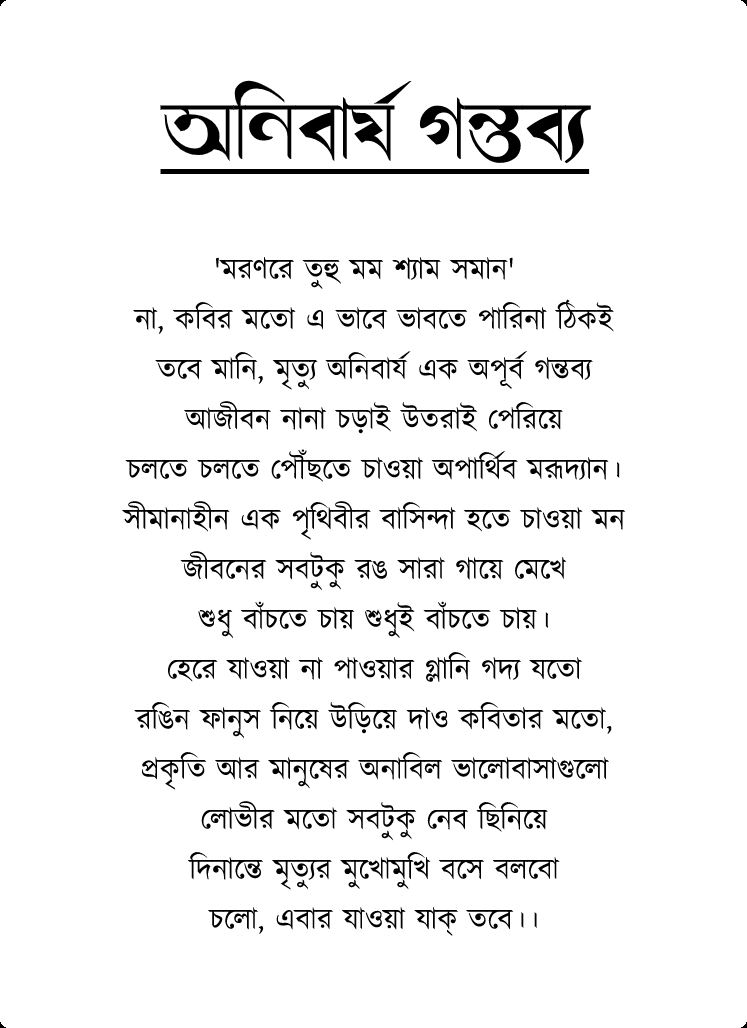 অনিবার্য গন্তব্য
'মরণরে তুহু মম শ্যাম সমান'
না, কবির মতো এ ভাবে ভাবতে পারিনা ঠিকই
তবে মানি, মৃত্যু অনিবার্য এক অপূর্ব গন্তব্য
আজীবন নানা চড়াই উতরাই পেরিয়ে
চলতে চলতে পৌঁছতে চাওয়া অপার্থিব মরূদ্যান।
সীমানাহীন এক পৃথিবীর বাসিন্দা হতে চাওয়া মন
জীবনের সবটুকু রঙ সারা গায়ে মেখে
শুধু বাঁচতে চায় শুধুই বাঁচতে চায়।
হেরে যাওয়া না পাওয়ার গ্লানি গদ্য যতো
রঙিন ফানুস নিয়ে উড়িয়ে দাও কবিতার মতো,
প্রকৃতি আর মানুষের অনাবিল ভালোবাসাগুলো
লোভীর মতো সবটুকু নেব ছিনিয়ে
দিনান্তে মৃত্যুর মুখোমুখি বসে বলবো
চলো, এবার যাওয়া যাক্ তবে।।